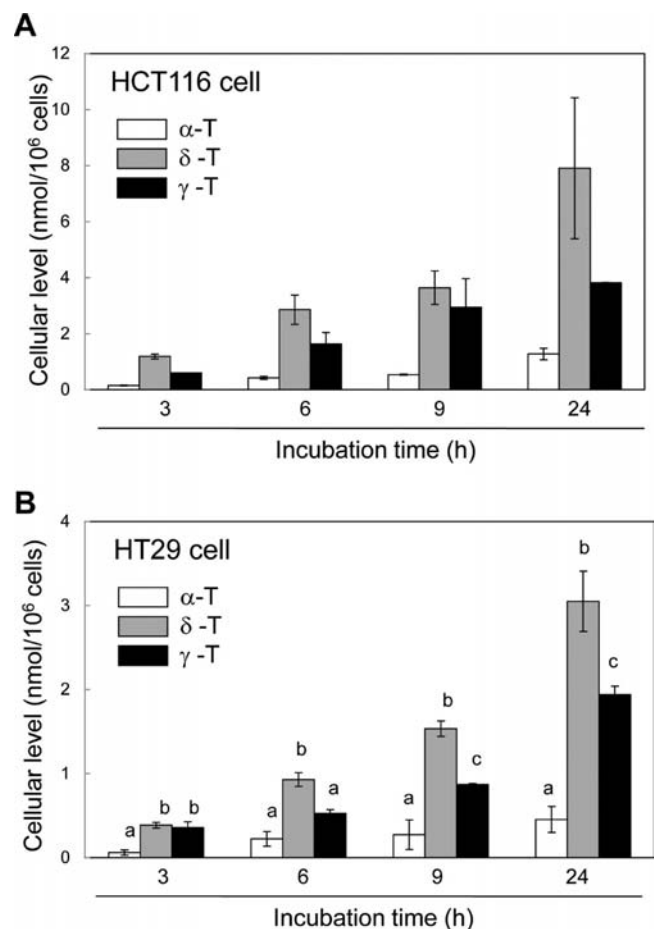 A
12
10
8
6
4
2
0
Cellular level (nmol/10⁶ cells)
HCT116 cell
α-T
δ -T
γ -T
3 6 9 24
Incubation time (h)
B
4
3
2
1
0
Cellular level (nmol/10⁶ cells)
HT29 cell
α-T
δ -T
γ -T
a b b
a b a
a b c
a b c
3 6 9 24
Incubation time (h)